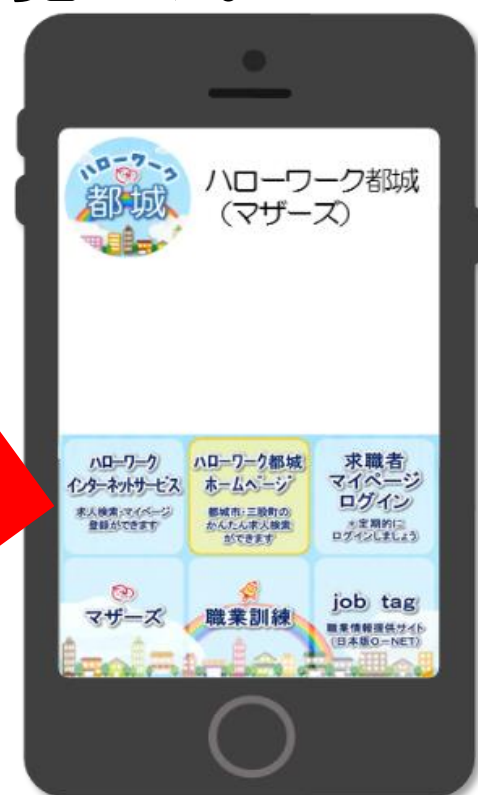 ハローワーク
都城
ハローワーク都城
（マザーズ）
ハローワーク
インターネットサービス
求人検索・マイページ
登録ができます
ハローワーク都城
ホームページ
都城市・三股町の
かんたん求人検索
ができます
求職者
マイページ
ログイン
＊定期的に
ログインしましょう
マザーズ
職業訓練
job tag
職業情報提供サイト
（日本版O-NET）